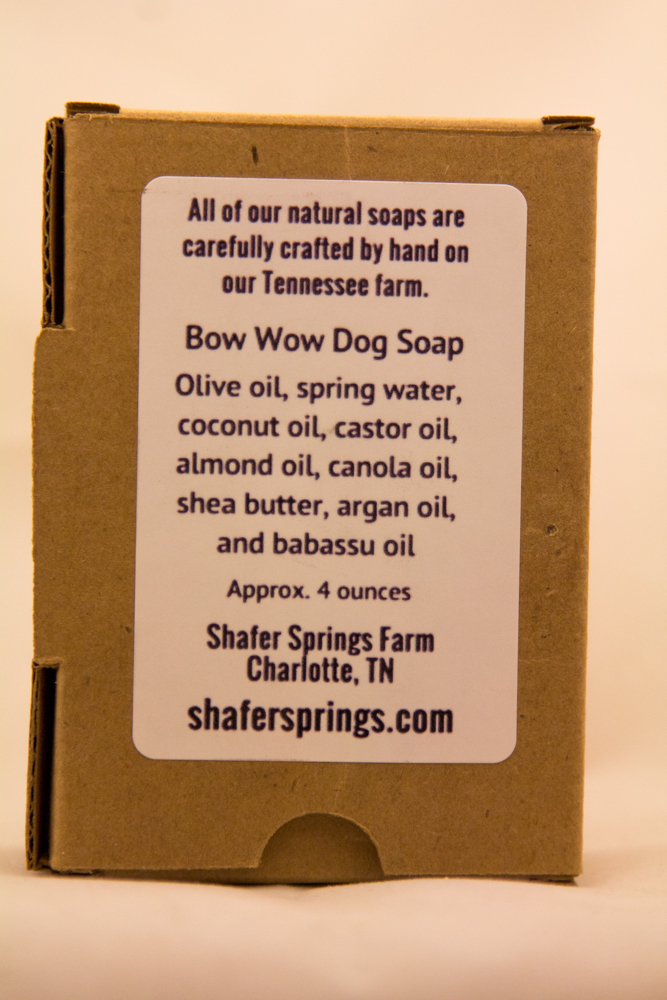 All of our natural soaps are
carefully crafted by hand on
our Tennessee farm.
Bow Wow Dog Soap
Olive oil, spring water,
coconut oil, castor oil,
almond oil, canola oil,
shea butter, argan oil,
and babassu oil
Approx. 4 ounces
Shafer Springs Farm
Charlotte, TN
shafersprings.com